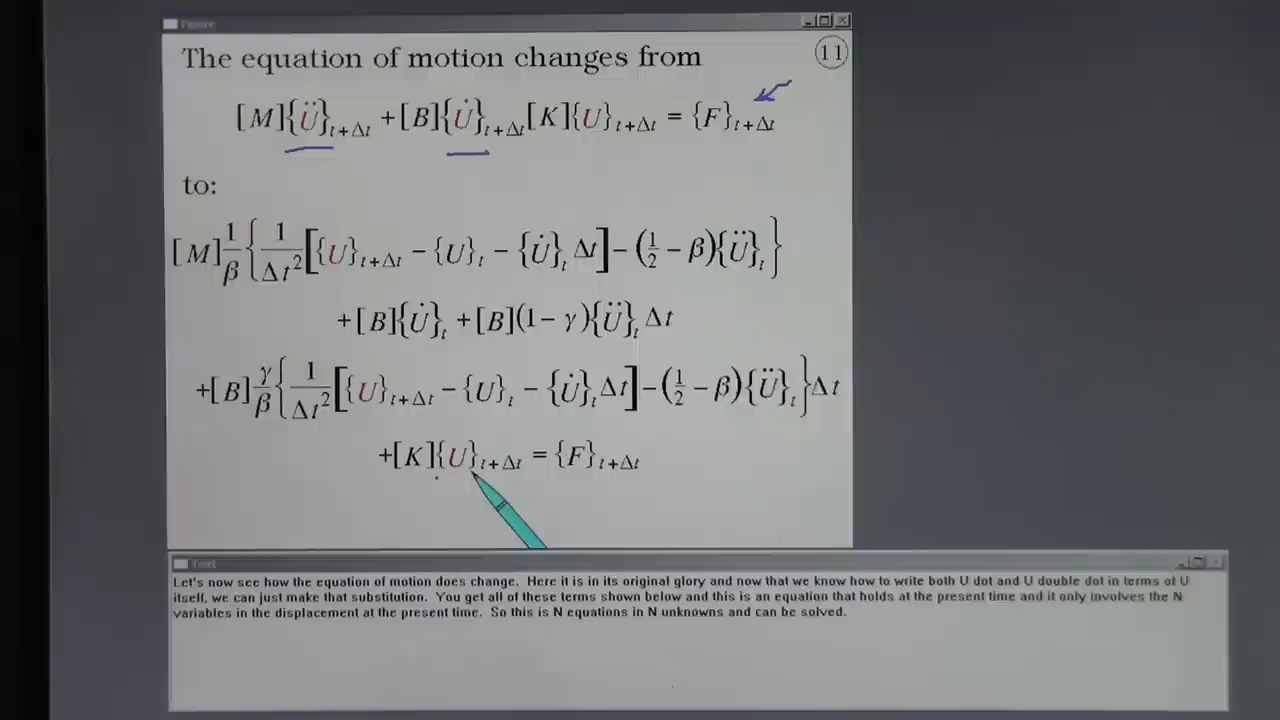 Figure
The equation of motion changes from
11
[M]{Ü}t+Δt +[B]{U̇}t+Δt[K]{U}t+Δt = {F}t+Δt
to:
[M] 1/β { 1/Δt² [{U}t+Δt − {U}t − {U̇}t Δt] − (1/2 − β){Ü}t }
+[B]{U̇}t +[B](1− γ){Ü}t Δt
+[B] γ/β { 1/Δt² [{U}t+Δt − {U}t − {U̇}t Δt] − (1/2 − β){Ü}t } Δt
+[K]{U}t+Δt = {F}t+Δt
Text
Let's now see how the equation of motion does change. Here it is in its original glory and now that we know how to write both U dot and U double dot in terms of U
itself, we can just make that substitution. You get all of these terms shown below and this is an equation that holds at the present time and it only involves the N
variables in the displacement at the present time. So this is N equations in N unknowns and can be solved.